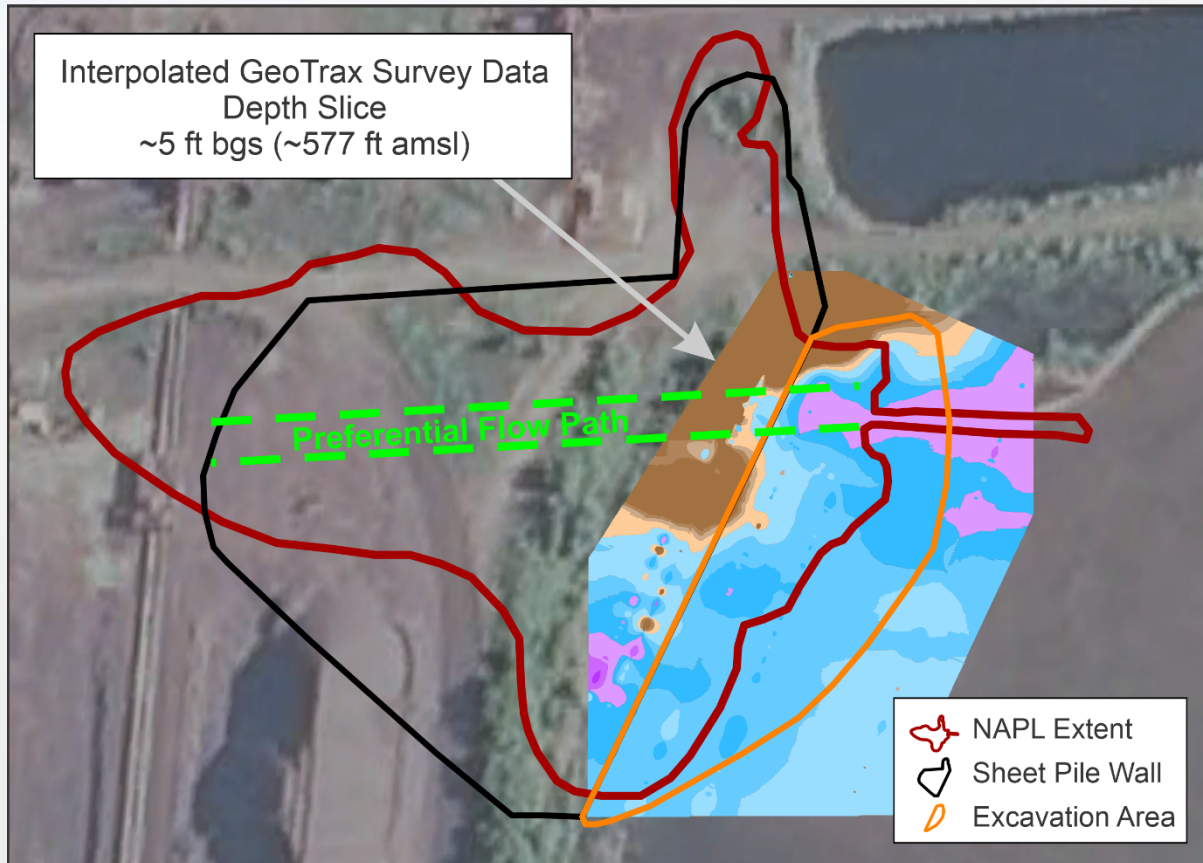 Interpolated GeoTrax Survey Data
Depth Slice
~5 ft bgs (~577 ft amsl)
Preferential Flow Path
NAPL Extent
Sheet Pile Wall
Excavation Area